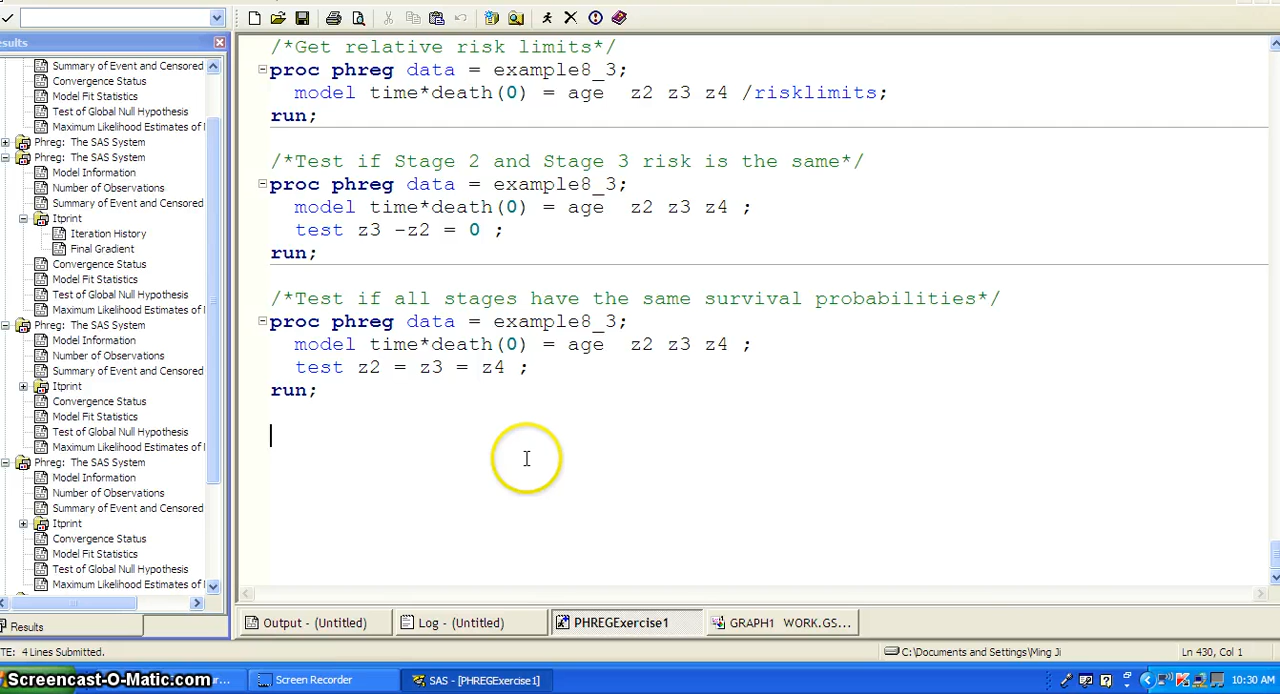 esults
Summary of Event and Censored
Convergence Status
Model Fit Statistics
Test of Global Null Hypothesis
Maximum Likelihood Estimates of
Phreg: The SAS System
Phreg: The SAS System
Model Information
Number of Observations
Summary of Event and Censored
Itprint
Iteration History
Final Gradient
Convergence Status
Model Fit Statistics
Test of Global Null Hypothesis
Maximum Likelihood Estimates of
Phreg: The SAS System
Model Information
Number of Observations
Summary of Event and Censored
Itprint
Convergence Status
Model Fit Statistics
Test of Global Null Hypothesis
Maximum Likelihood Estimates of
Phreg: The SAS System
Model Information
Number of Observations
Summary of Event and Censored
Itprint
Convergence Status
Model Fit Statistics
Test of Global Null Hypothesis
Maximum Likelihood Estimates of
Results
/*Get relative risk limits*/
proc phreg data = example8_3;
model time*death(0) = age z2 z3 z4 /risklimits;
run;
/*Test if Stage 2 and Stage 3 risk is the same*/
proc phreg data = example8_3;
model time*death(0) = age z2 z3 z4 ;
test z3 -z2 = 0 ;
run;
/*Test if all stages have the same survival probabilities*/
proc phreg data = example8_3;
model time*death(0) = age z2 z3 z4 ;
test z2 = z3 = z4 ;
run;
Output - (Untitled) Log - (Untitled) PHREGExercise1 GRAPH1 WORK.GS...
TE: 4 Lines Submitted. C:\Documents and Settings\Ming Ji Ln 430, Col 1
Screencast-O-Matic.com Screen Recorder SAS - [PHREGExercise1] 10:30 AM